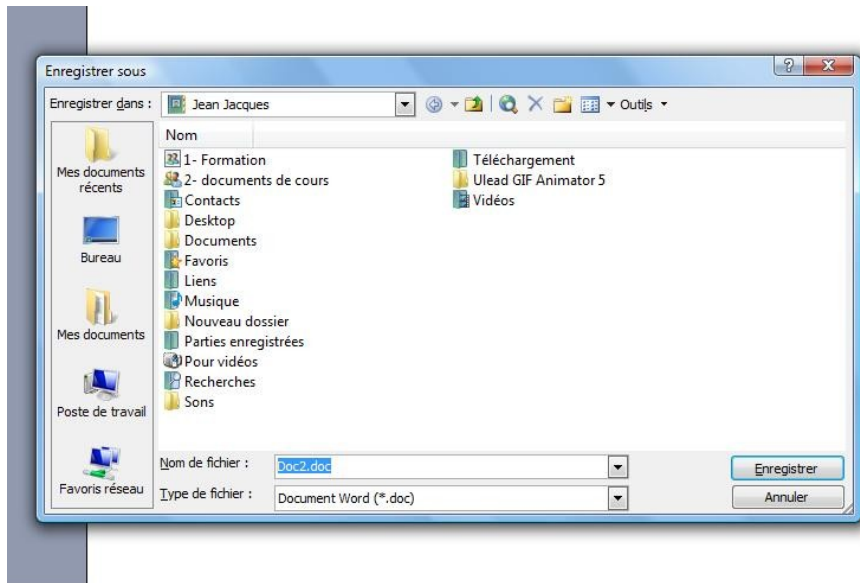 Enregistrer sous
Enregistrer dans :
Jean Jacques
Outils
Mes documents
récents
Bureau
Mes documents
Poste de travail
Favoris réseau
Nom
1- Formation
2- documents de cours
Contacts
Desktop
Documents
Favoris
Liens
Musique
Nouveau dossier
Parties enregistrées
Pour vidéos
Recherches
Sons
Téléchargement
Ulead GIF Animator 5
Vidéos
Nom de fichier :
Doc2.doc
Enregistrer
Type de fichier :
Document Word (*.doc)
Annuler